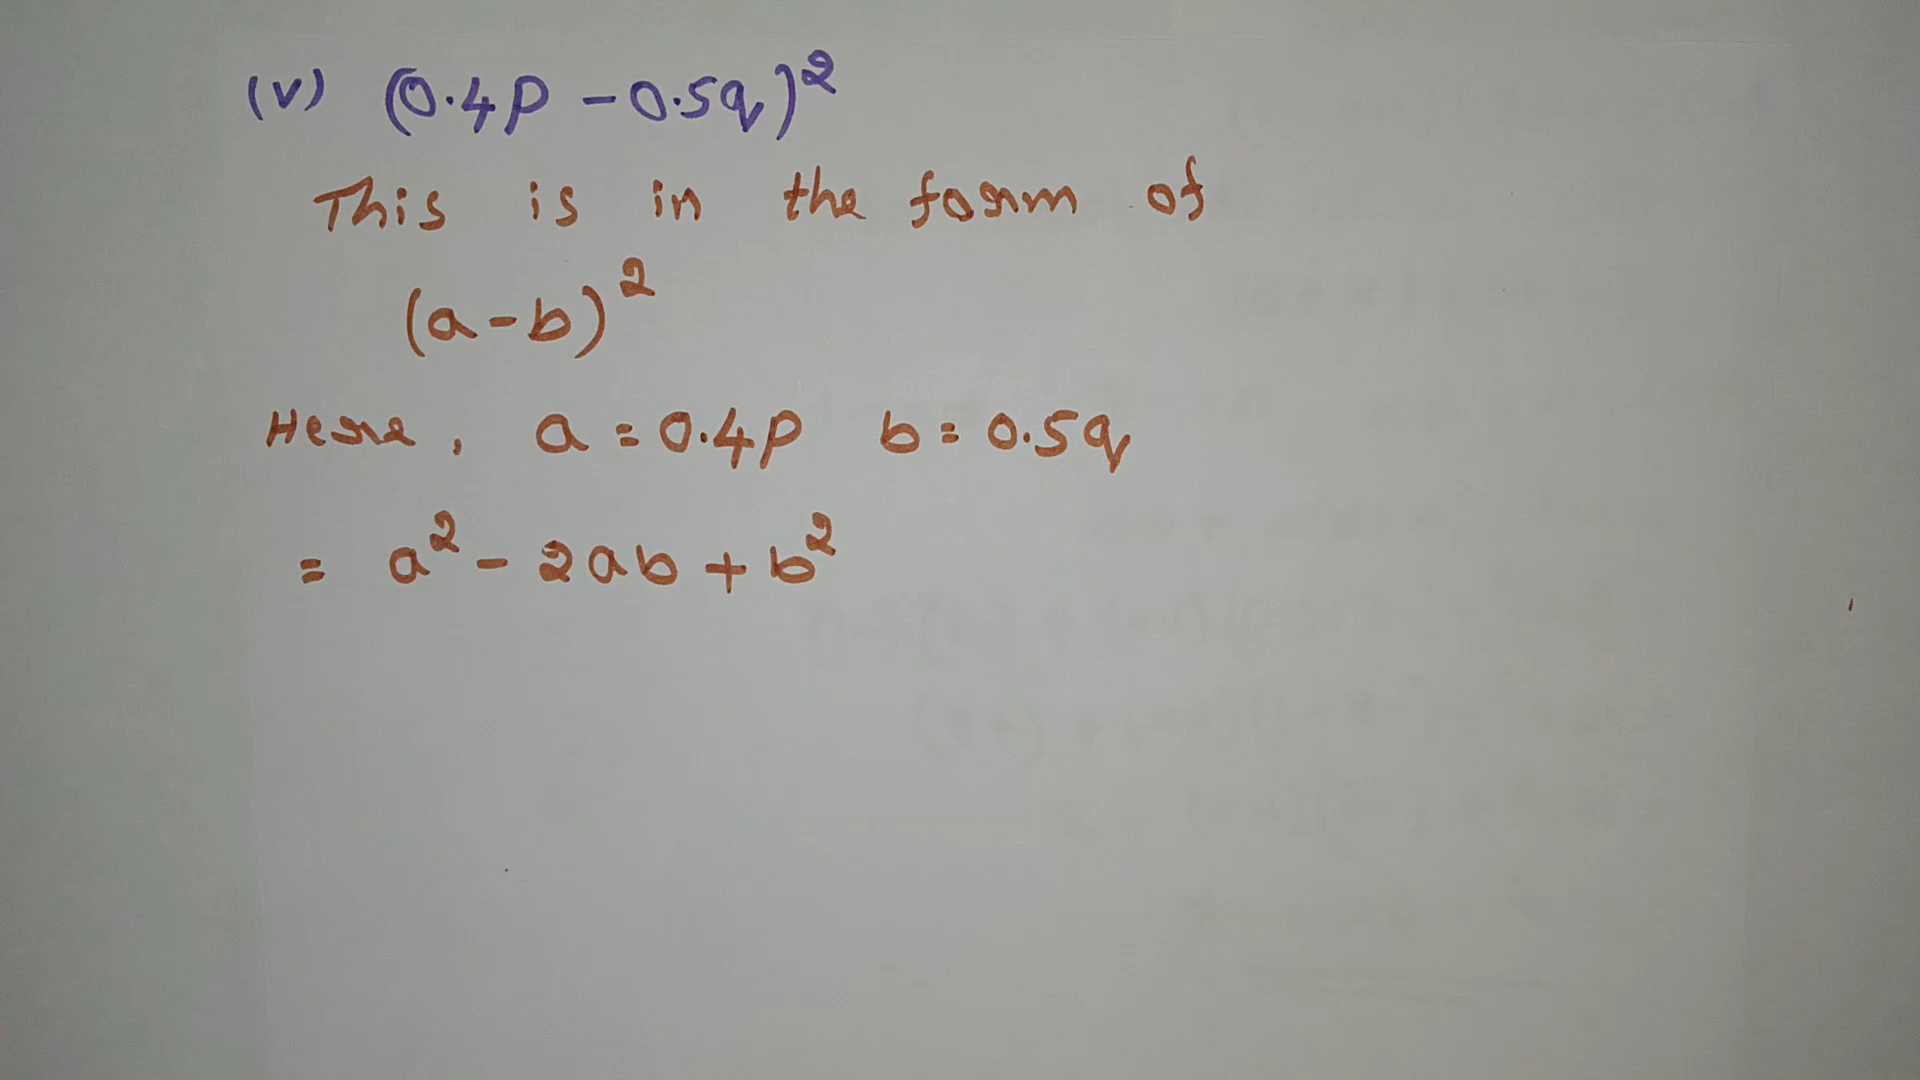 (v) (0.4p - 0.5q)²
This is in the form of
(a-b)²
Here, a = 0.4p b = 0.5q
= a² - 2ab + b²